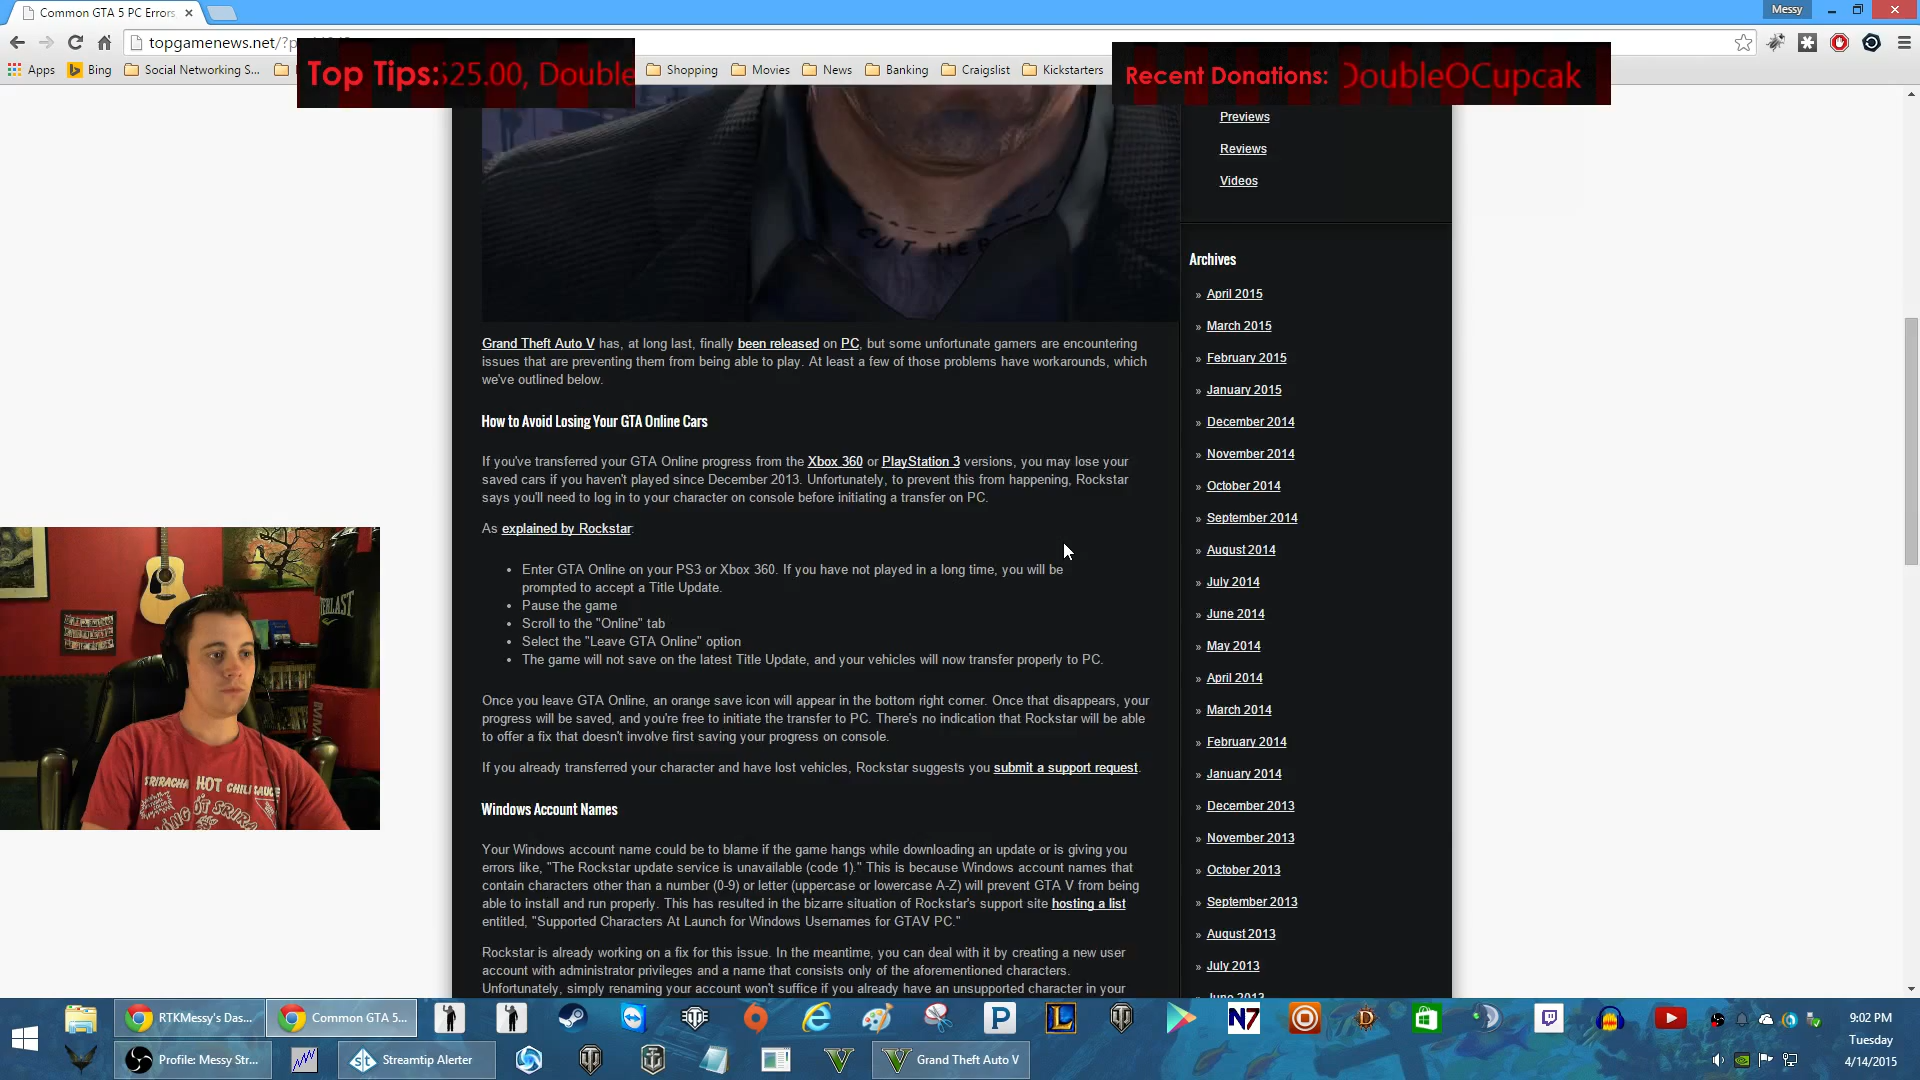 Common GTA 5 PC Errors
Messy
topgamenews.net/?p
Top Tips: $25.00, Double
Recent Donations: DoubleOCupcak
Apps
Bing
Social Networking S...
Shopping
Movies
News
Banking
Craigslist
Kickstarters
CUT HER
Grand Theft Auto V has, at long last, finally been released on PC, but some unfortunate gamers are encountering
issues that are preventing them from being able to play. At least a few of those problems have workarounds, which
we've outlined below.
How to Avoid Losing Your GTA Online Cars
If you've transferred your GTA Online progress from the Xbox 360 or PlayStation 3 versions, you may lose your
saved cars if you haven't played since December 2013. Unfortunately, to prevent this from happening, Rockstar
says you'll need to log in to your character on console before initiating a transfer on PC.
As explained by Rockstar:
• Enter GTA Online on your PS3 or Xbox 360. If you have not played in a long time, you will be
prompted to accept a Title Update.
• Pause the game
• Scroll to the "Online" tab
• Select the "Leave GTA Online" option
• The game will not save on the latest Title Update, and your vehicles will now transfer properly to PC.
Once you leave GTA Online, an orange save icon will appear in the bottom right corner. Once that disappears, your
progress will be saved, and you're free to initiate the transfer to PC. There's no indication that Rockstar will be able
to offer a fix that doesn't involve first saving your progress on console.
If you already transferred your character and have lost vehicles, Rockstar suggests you submit a support request.
Windows Account Names
Your Windows account name could be to blame if the game hangs while downloading an update or is giving you
errors like, "The Rockstar update service is unavailable (code 1)." This is because Windows account names that
contain characters other than a number (0-9) or letter (uppercase or lowercase A-Z) will prevent GTA V from being
able to install and run properly. This has resulted in the bizarre situation of Rockstar's support site hosting a list
entitled, "Supported Characters At Launch for Windows Usernames for GTAV PC."
Rockstar is already working on a fix for this issue. In the meantime, you can deal with it by creating a new user
account with administrator privileges and a name that consists only of the aforementioned characters.
Unfortunately, simply renaming your account won't suffice if you already have an unsupported character in your
Previews
Reviews
Videos
Archives
» April 2015
» March 2015
» February 2015
» January 2015
» December 2014
» November 2014
» October 2014
» September 2014
» August 2014
» July 2014
» June 2014
» May 2014
» April 2014
» March 2014
» February 2014
» January 2014
» December 2013
» November 2013
» October 2013
» September 2013
» August 2013
» July 2013
» June 2013
EVERLAST
SRIRACHA HOT CHILI SAUCE
RTKMessy's Das...
Common GTA 5...
N7
9:02 PM
Tuesday
4/14/2015
Profile: Messy Str...
st Streamtip Alerter
Grand Theft Auto V